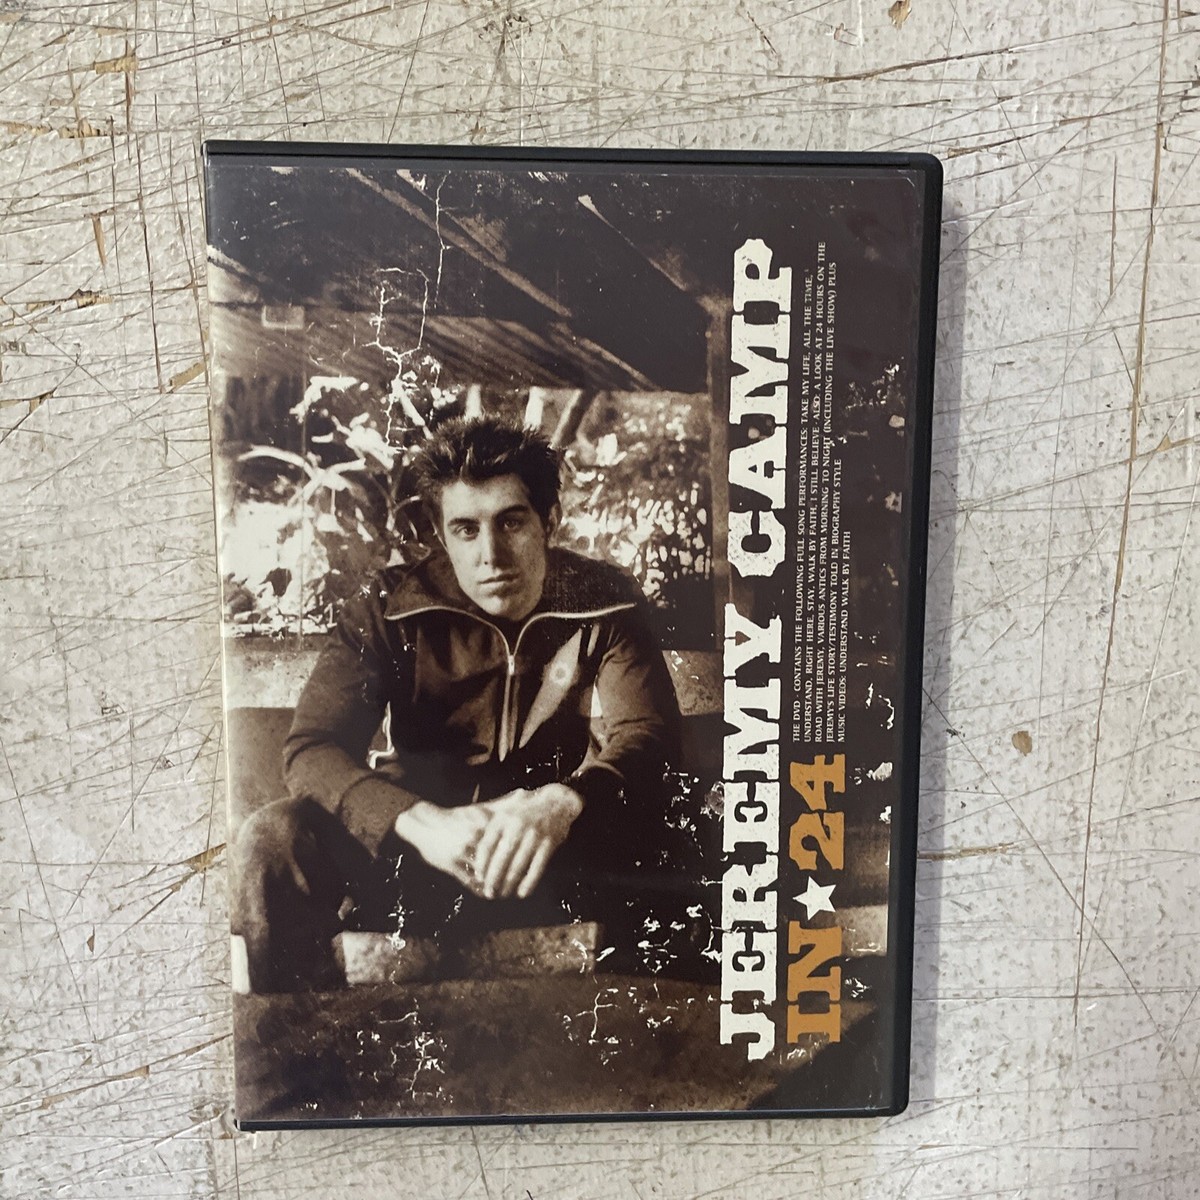 JEREMY CAMP
IN★24
THE DVD - CONTAINS THE FOLLOWING FULL SONG PERFORMANCES: TAKE MY LIFE, ALL THE TIME,
UNDERSTAND, RIGHT HERE, STAY, WALK BY FAITH, I STILL BELIEVE - ALSO: A LOOK AT 24 HOURS ON THE
ROAD WITH JEREMY, VARIOUS ANTICS FROM MORNING TO NIGHT (INCLUDING THE LIVE SHOW) PLUS
JEREMY'S LIFE STORY/TESTIMONY TOLD IN BIOGRAPHY STYLE
MUSIC VIDEOS: UNDERSTAND WALK BY FAITH